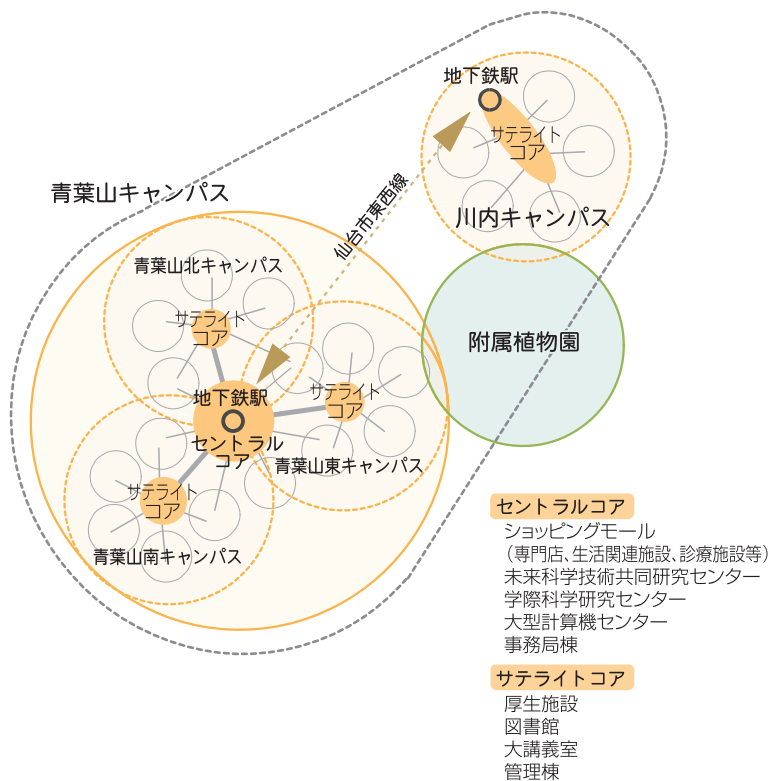 地下鉄駅
サテライト
コア
川内キャンパス
仙台市東西線
青葉山キャンパス
青葉山北キャンパス
サテライト
コア
附属植物園
地下鉄駅
セントラル
コア
サテライト
コア
青葉山東キャンパス
サテライト
コア
青葉山南キャンパス
セントラルコア
ショッピングモール
（専門店、生活関連施設、診療施設等）
未来科学技術共同研究センター
学際科学研究センター
大型計算機センター
事務局棟
サテライトコア
厚生施設
図書館
大講義室
管理棟